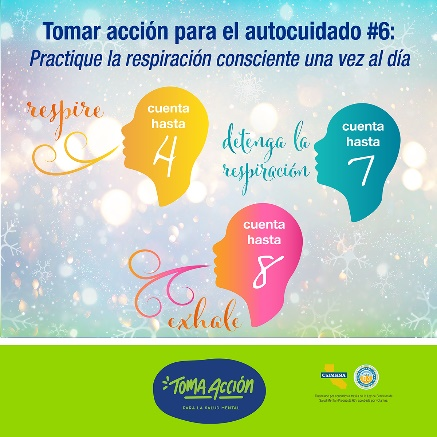 Tomar acción para el autocuidado #6:
Practique la respiración consciente una vez al día
respire
cuenta
hasta
4
detenga la
respiración
cuenta
hasta
7
cuenta
hasta
8
exhale
TOMA ACCIÓN
PARA LA SALUD MENTAL
CalMHSA